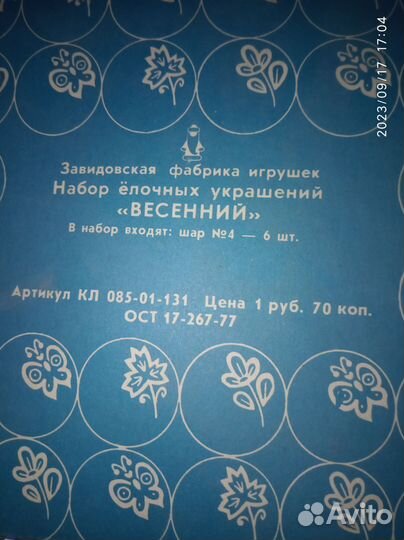 2023/09/17 17:04
Завидовская фабрика игрушек
Набор ёлочных украшений
«ВЕСЕННИЙ»
В набор входят: шар №4 — 6 шт.
Артикул КЛ 085-01-131 Цена 1 руб. 70 коп.
ОСТ 17-267-77
Avito